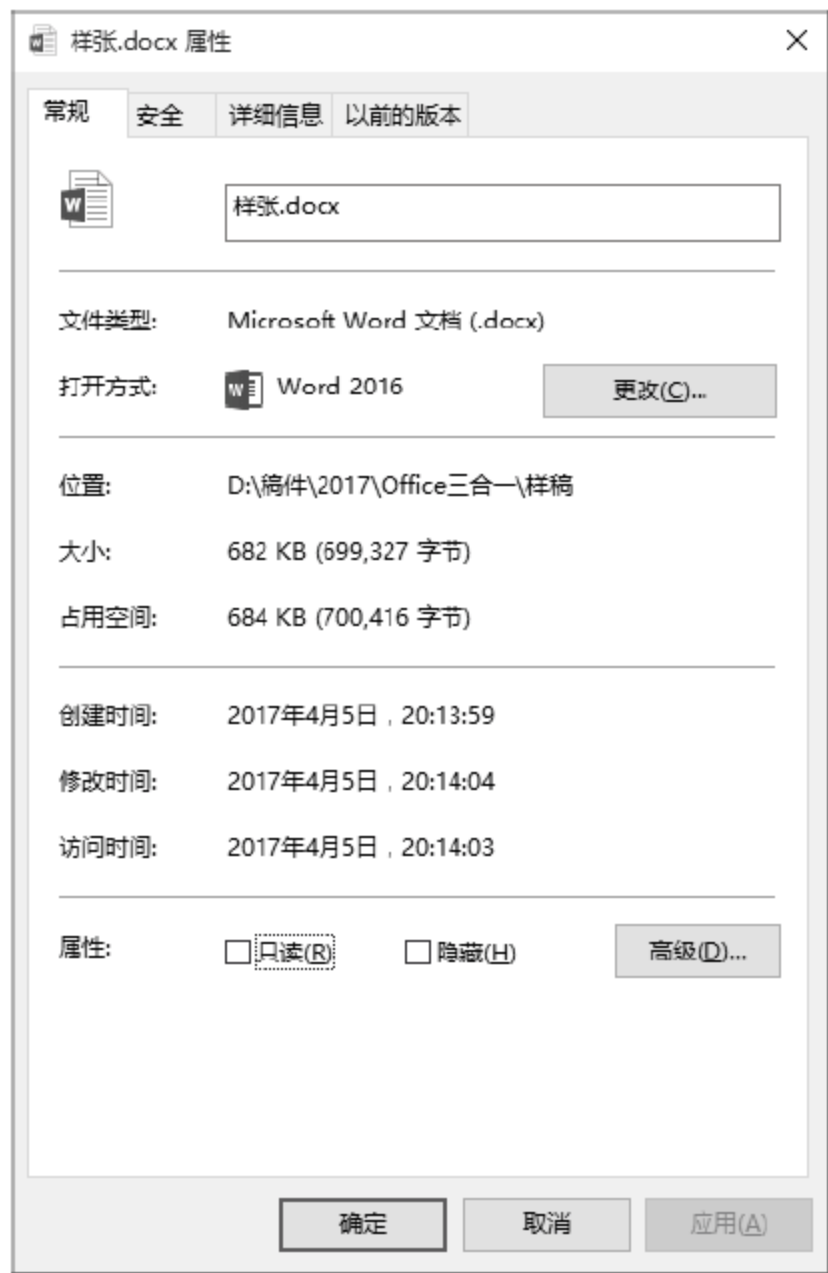 样张.docx 属性
常规 安全 详细信息 以前的版本
样张.docx
文件类型: Microsoft Word 文档 (.docx)
打开方式: Word 2016 更改(C)...
位置: D:\稿件\2017\Office三合一\样稿
大小: 682 KB (699,327 字节)
占用空间: 684 KB (700,416 字节)
创建时间: 2017年4月5日，20:13:59
修改时间: 2017年4月5日，20:14:04
访问时间: 2017年4月5日，20:14:03
属性: 只读(R) 隐藏(H) 高级(D)...
确定 取消 应用(A)